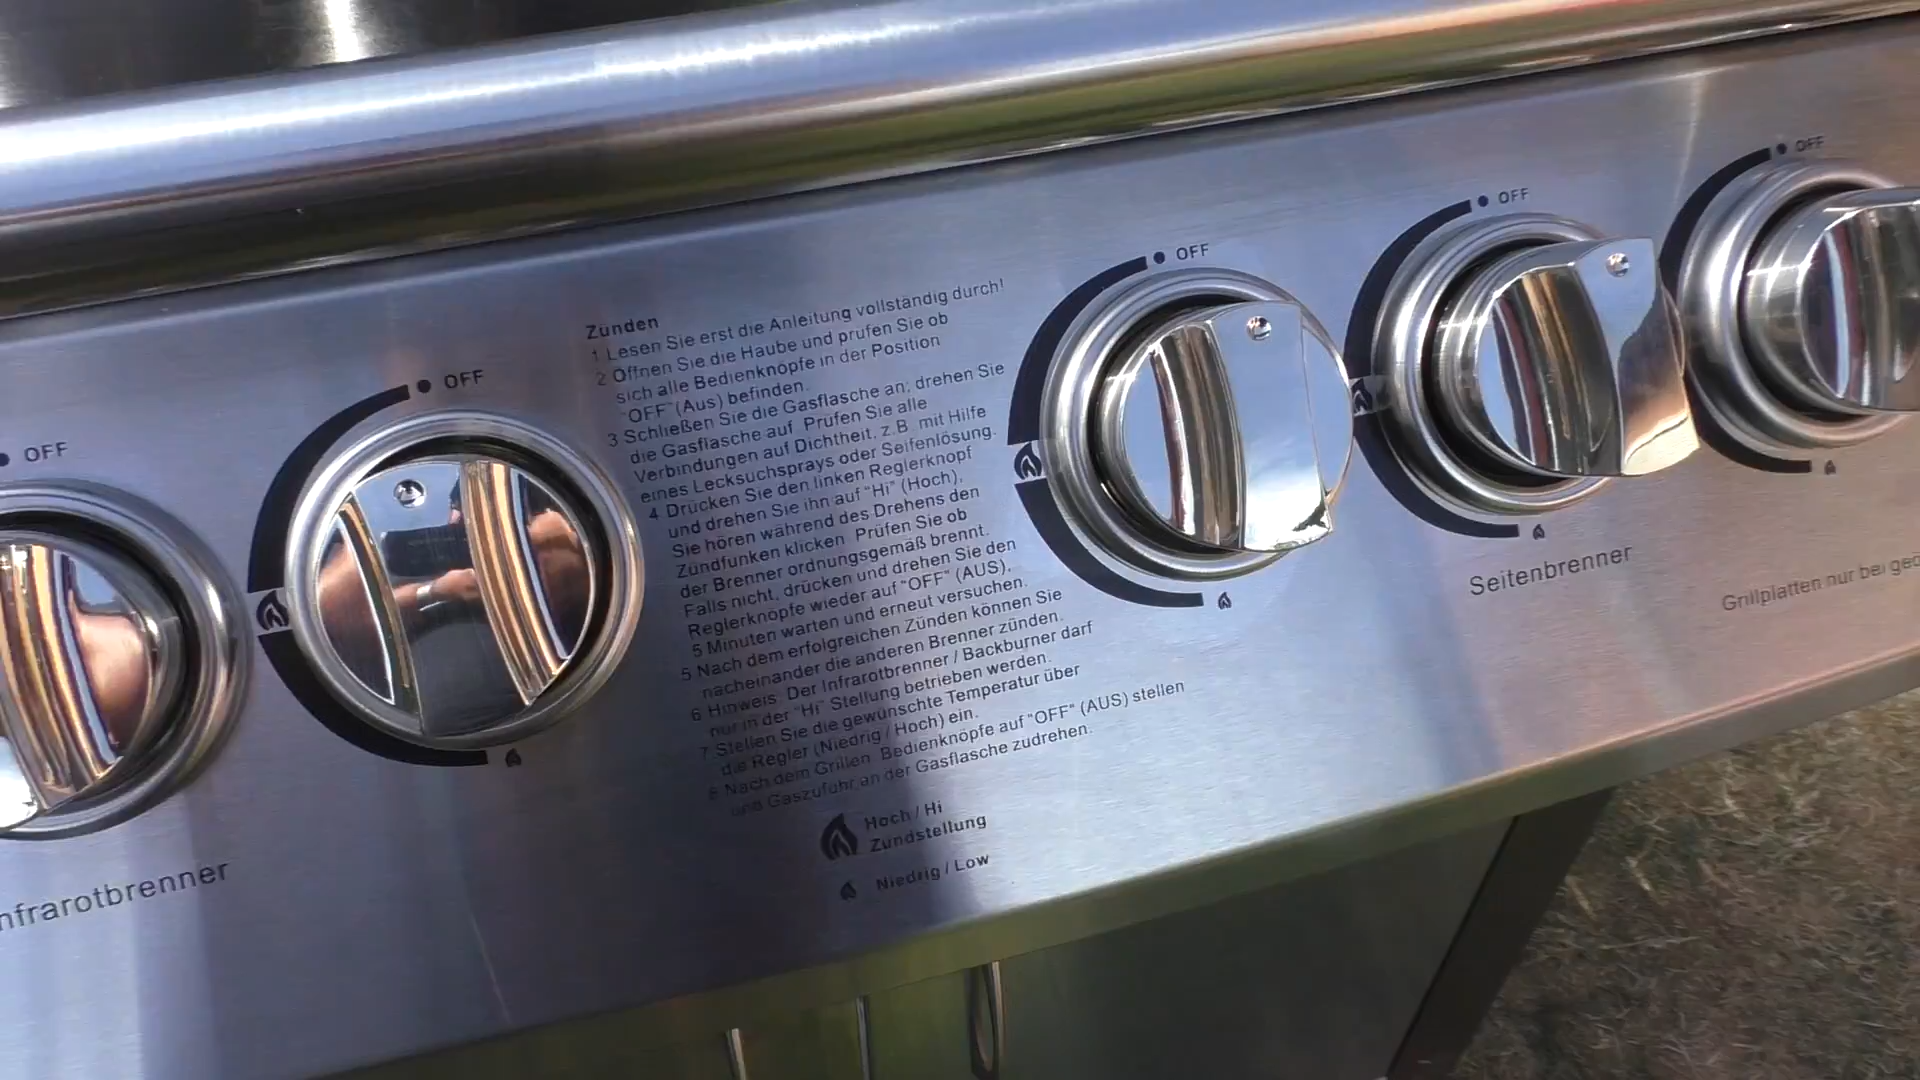 OFF
OFF
OFF
OFF
OFF
Zünden
1 Lesen Sie erst die Anleitung vollständig durch!
2 Öffnen Sie die Haube und prüfen Sie ob
sich alle Bedienknöpfe in der Position
"OFF" (Aus) befinden.
3 Schließen Sie die Gasflasche an; drehen Sie
die Gasflasche auf. Prüfen Sie alle
Verbindungen auf Dichtheit, z.B. mit Hilfe
eines Lecksuchsprays oder Seifenlösung.
4 Drücken Sie den linken Reglerknopf
und drehen Sie ihn auf "Hi" (Hoch),
Sie hören während des Drehens den
Zündfunken klicken. Prüfen Sie ob
der Brenner ordnungsgemäß brennt.
Falls nicht, drücken und drehen Sie den
Reglerknöpfe wieder auf "OFF" (AUS),
5 Minuten warten und erneut versuchen.
5 Nach dem erfolgreichen Zünden können Sie
nacheinander die anderen Brenner zünden.
6 Hinweis: Der Infrarotbrenner / Backburner darf
nur in der "Hi" Stellung betrieben werden.
7 Stellen Sie die gewünschte Temperatur über
die Regler (Niedrig / Hoch) ein.
8 Nach dem Grillen: Bedienknöpfe auf "OFF" (AUS) stellen
und Gaszufuhr an der Gasflasche zudrehen.
Hoch / Hi
Zündstellung
Niedrig / Low
nfrarotbrenner
Seitenbrenner
Grillplatten nur bei